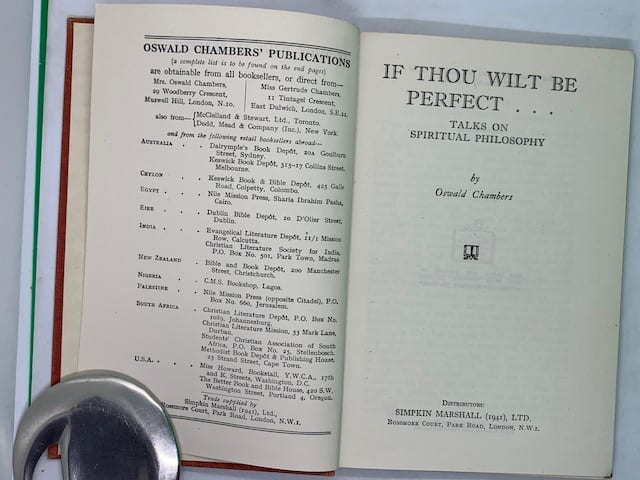 OSWALD CHAMBERS' PUBLICATIONS
(a complete list is to be found on the end pages)
are obtainable from all booksellers, or direct from—
Mrs. Oswald Chambers,
29 Woodberry Crescent,
Muswell Hill, London, N.10.
Miss Gertrude Chambers,
11 Tintagel Crescent,
East Dulwich, London, S.E.22.
also from— {McClelland & Stewart, Ltd., Toronto.
Dodd, Mead & Company (Inc.), New York.
and from the following retail booksellers abroad—
AUSTRALIA . . Dalrymple's Book Depôt, 20A Goulburn
Street, Sydney.
Keswick Book Depôt, 315-17 Collins Street,
Melbourne.
CEYLON . . Keswick Book & Bible Depôt, 425 Galle
Road, Colpetty, Colombo.
EGYPT . . Nile Mission Press, Sharia Ibrahim Pasha,
Cairo.
EIRE . . Dublin Bible Depôt, 10 D'Olier Street,
Dublin.
INDIA . . Evangelical Literature Depôt, 11/1 Mission
Row, Calcutta.
Christian Literature Society for India,
P.O. Box No. 501, Park Town, Madras.
NEW ZEALAND . Bible and Book Depôt, 200 Manchester
Street, Christchurch.
NIGERIA . . C.M.S. Bookshop, Lagos.
PALESTINE . . Nile Mission Press (opposite Citadel), P.O.
Box No. 660, Jerusalem.
SOUTH AFRICA . Christian Literature Depôt, P.O. Box No.
1089, Johannesburg.
Christian Literature Mission, 33 Mark Lane,
Durban.
Students' Christian Association of South
Africa, P.O. Box No. 25, Stellenbosch.
Methodist Book Depôt & Publishing House,
23 Strand Street, Cape Town.
U.S.A. . . Miss Howard, Bookstall, Y.W.C.A., 17th
and K. Streets, Washington, D.C.
The Better Book and Bible House, 420 S.W.
Washington Street, Portland 4, Oregon.
Trade supplied by
Simpkin Marshall (1941), Ltd.,
Rossmore Court, Park Road, London, N.W.1.
IF THOU WILT BE
PERFECT . . .
TALKS ON
SPIRITUAL PHILOSOPHY
by
Oswald Chambers
DISTRIBUTORS:
SIMPKIN MARSHALL (1941), LTD.
ROSSMORE COURT, PARK ROAD, LONDON, N.W.1.